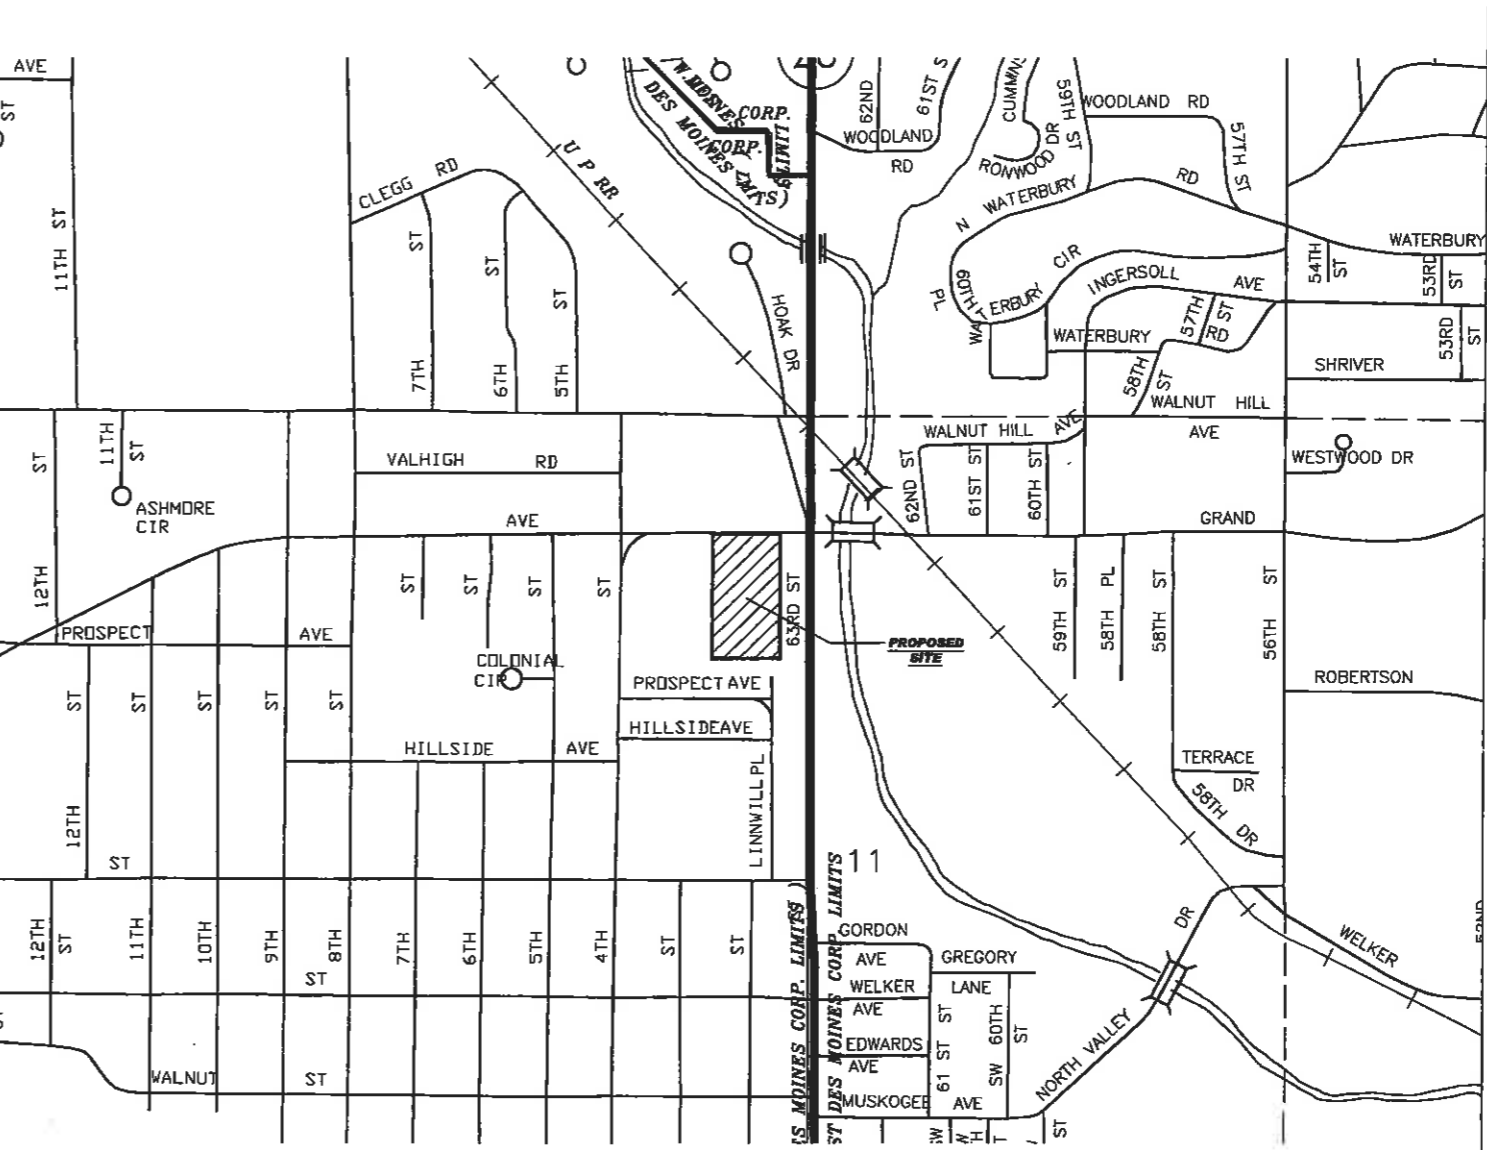 AVE
ST
11TH ST
CLEGG RD
7TH ST
6TH ST
5TH ST
U P RR
W. DES MOINES CORP.
DES MOINES CORP.
LIMIT
HOAK DR
62ND
61ST S
WOODLAND
RD
CUMMINS
RONWOOD DR
59TH ST
WOODLAND RD
57TH ST
N WATERBURY RD
WATERBURY
CIR
60TH
PL
INGERSOLL AVE
WATERBURY
57TH ST
RD
58TH ST
54TH ST
53RD ST
53RD ST
SHRIVER
WALNUT HILL
AVE
WALNUT HILL AVE
WESTWOOD DR
12TH ST
11TH ST
ASHMORE
CIR
VALHIGH RD
AVE
62ND ST
61ST ST
60TH ST
GRAND
ST
ST
ST
ST
63RD ST
PROPOSED
SITE
59TH ST
58TH PL
58TH ST
56TH ST
PROSPECT AVE
COLONIAL
CIR
PROSPECT AVE
HILLSIDE AVE
HILLSIDE AVE
LINNWILL PL
12TH ST
ST
ST
ST
ST
ROBERTSON
TERRACE
DR
58TH DR
ST
11
12TH ST
11TH
10TH
9TH
8TH
7TH
6TH
5TH
4TH
ST
ST
ST
ES MOINES CORP. LIMITS )
ST DES MOINES CORP LIMITS
GORDON
AVE
GREGORY
LANE
WELKER
AVE
EDWARDS
AVE
MUSKOGEE AVE
61 ST ST
SW 60TH ST
NORTH VALLEY DR
WELKER
52ND
WALNUT ST
SW
ST